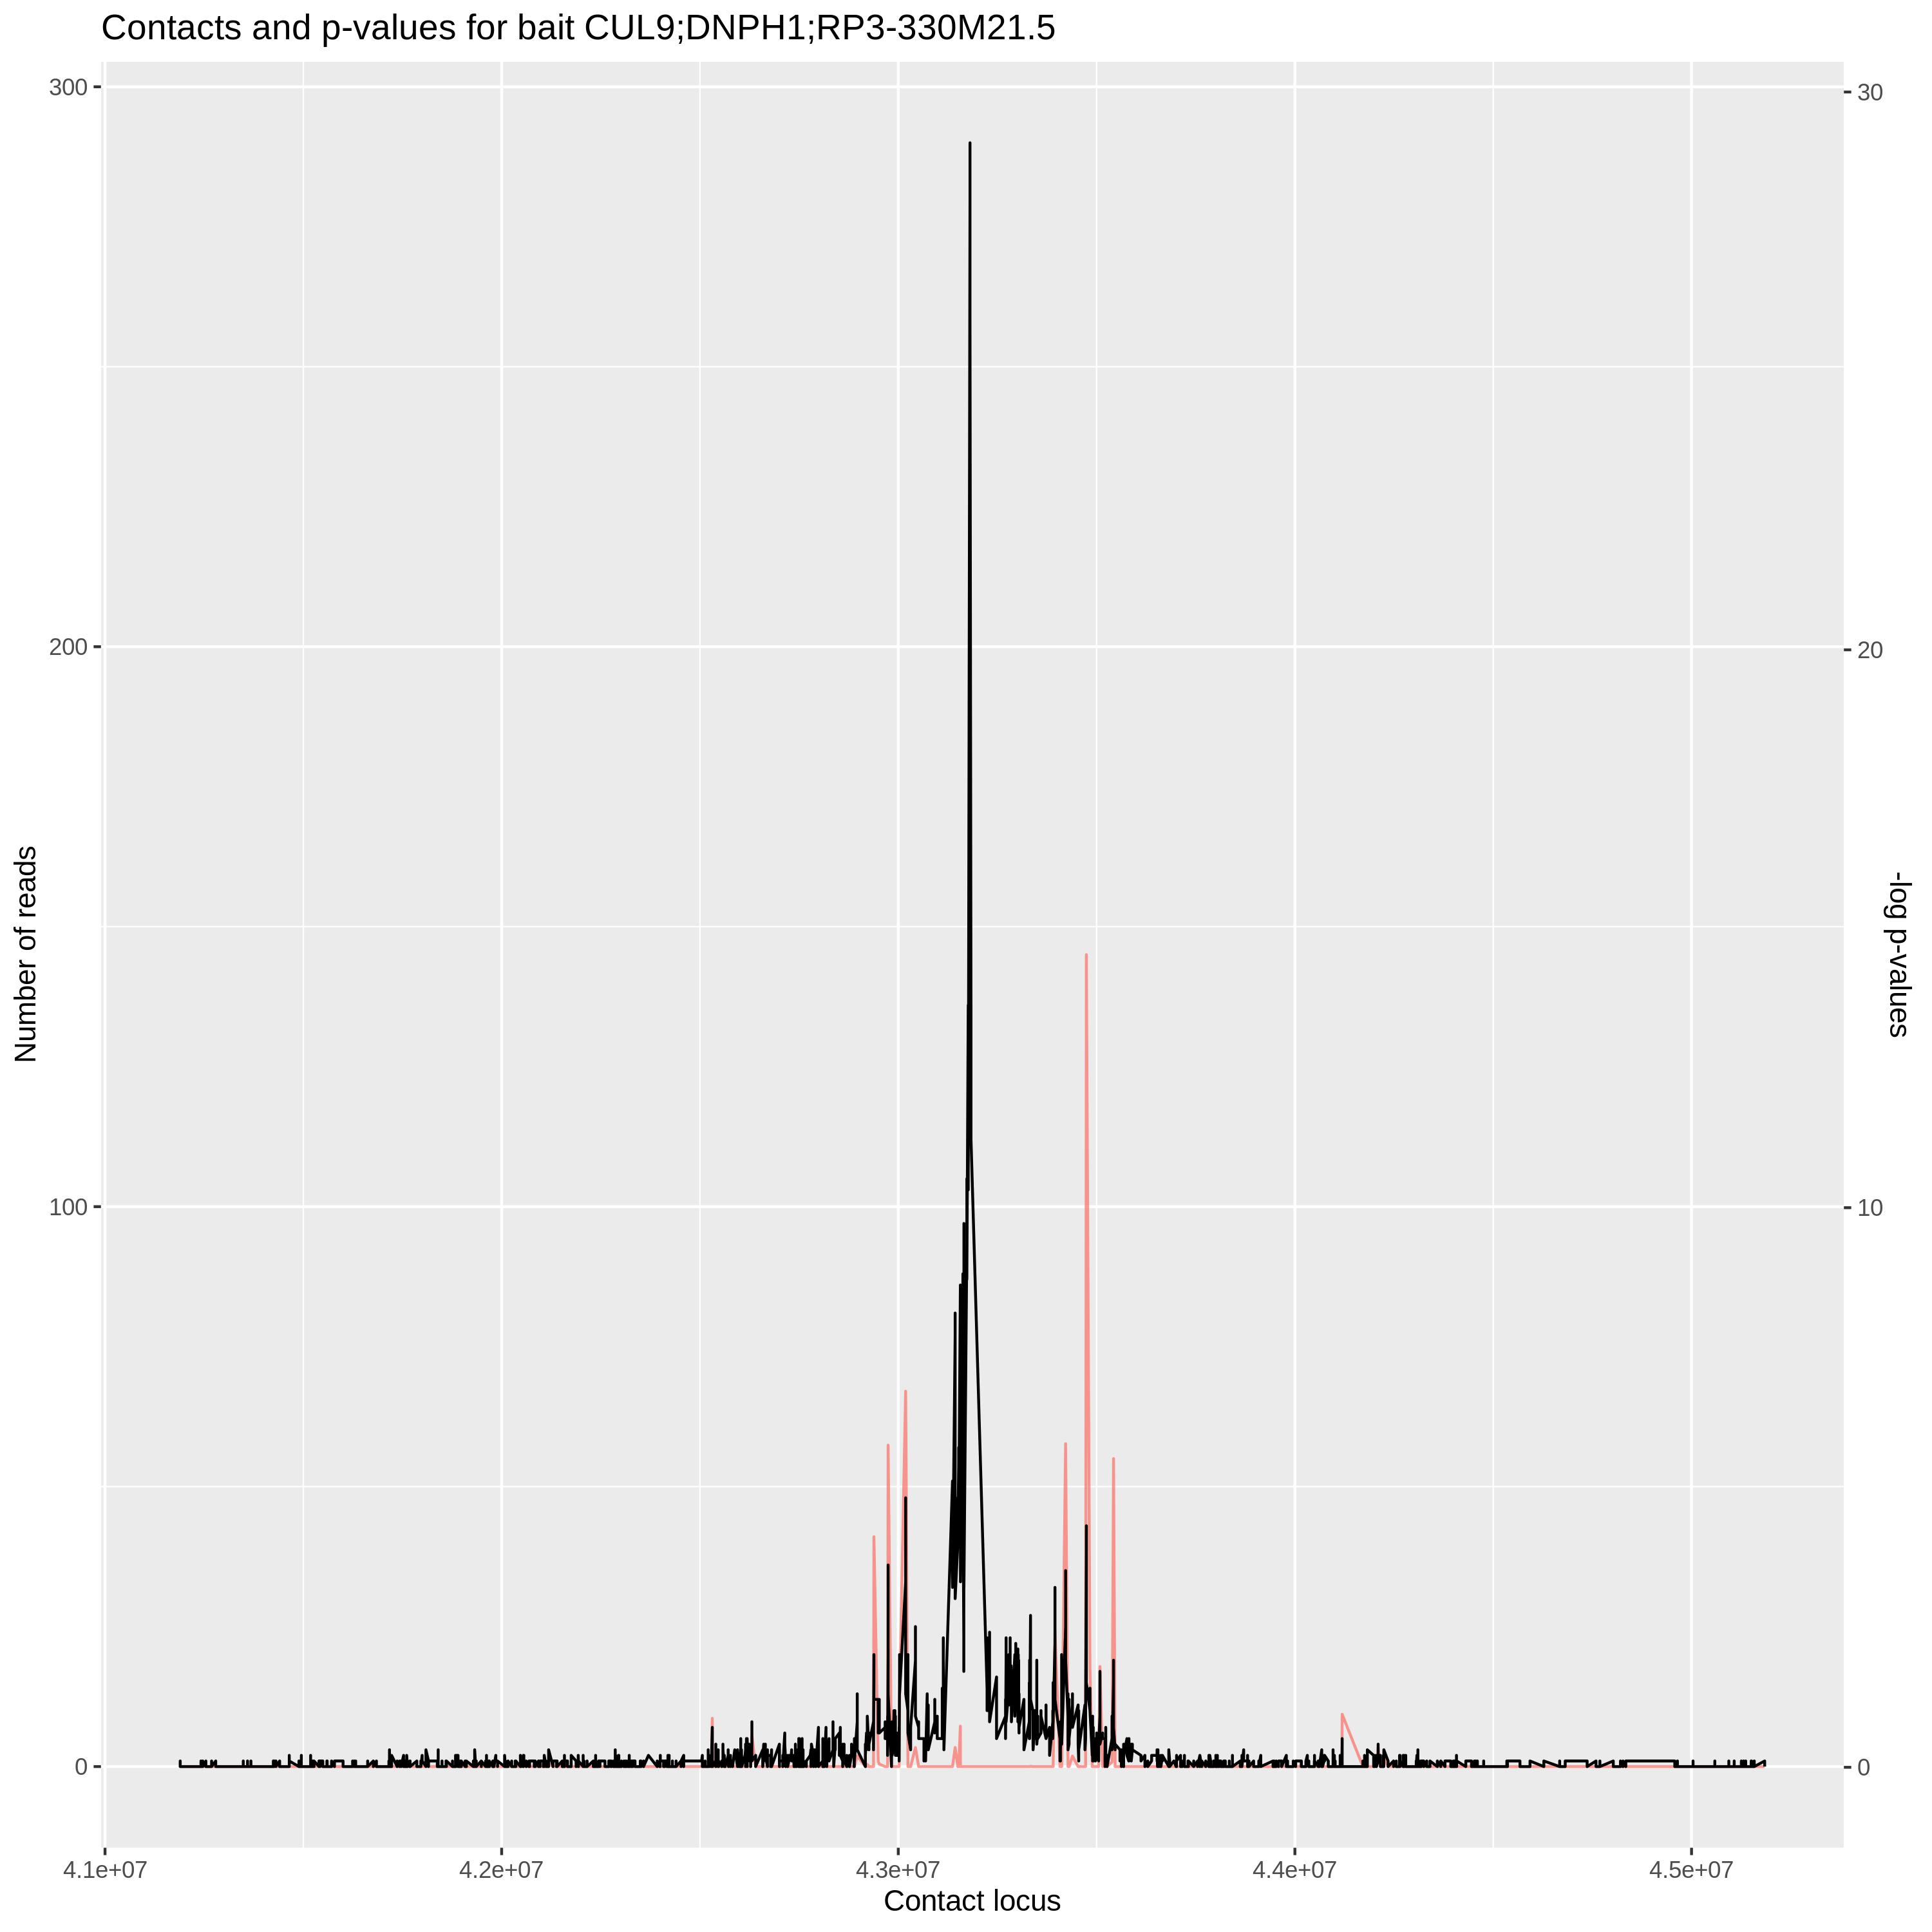 Contacts and p-values for bait CUL9;DNPH1;RP3-330M21.5
300
200
100
0
Number of reads
30
20
10
0
-log p-values
4.1e+07
4.2e+07
4.3e+07
4.4e+07
4.5e+07
Contact locus